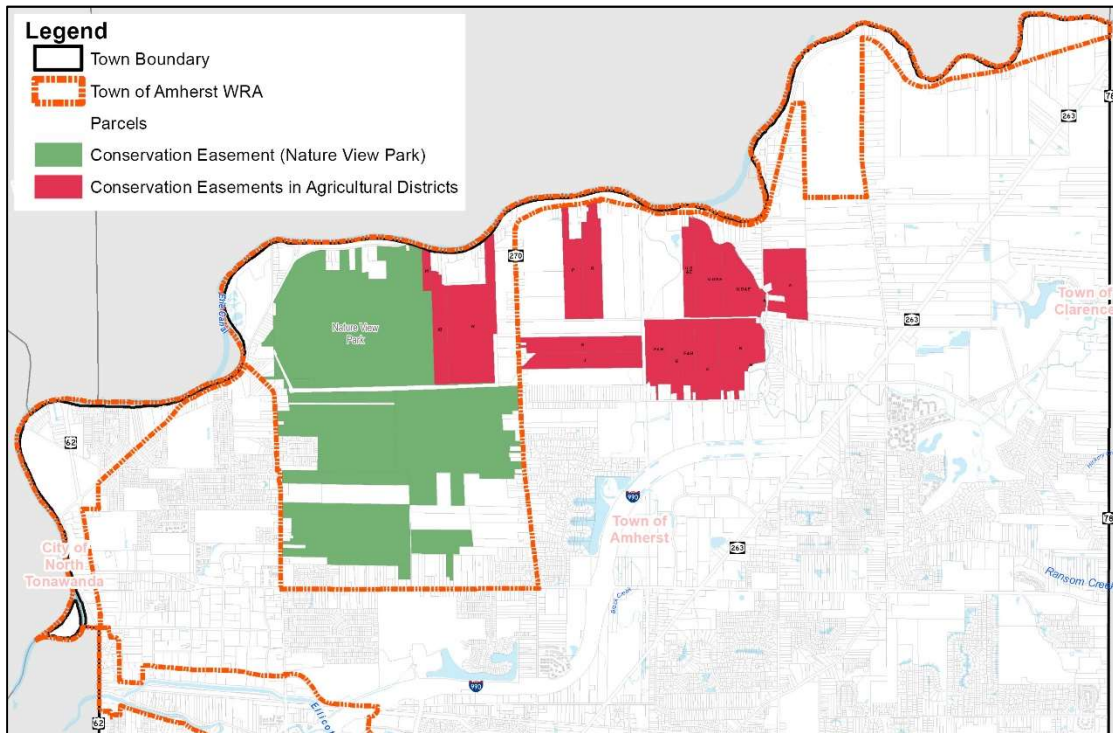 Legend
Town Boundary
Town of Amherst WRA
Parcels
Conservation Easement (Nature View Park)
Conservation Easements in Agricultural Districts
78
263
270
Nature View
Park
Erie Canal
Town of
Clarence
263
62
990
Town of
Amherst
263
78
City of
North
Tonawanda
Ransom Creek
990
62